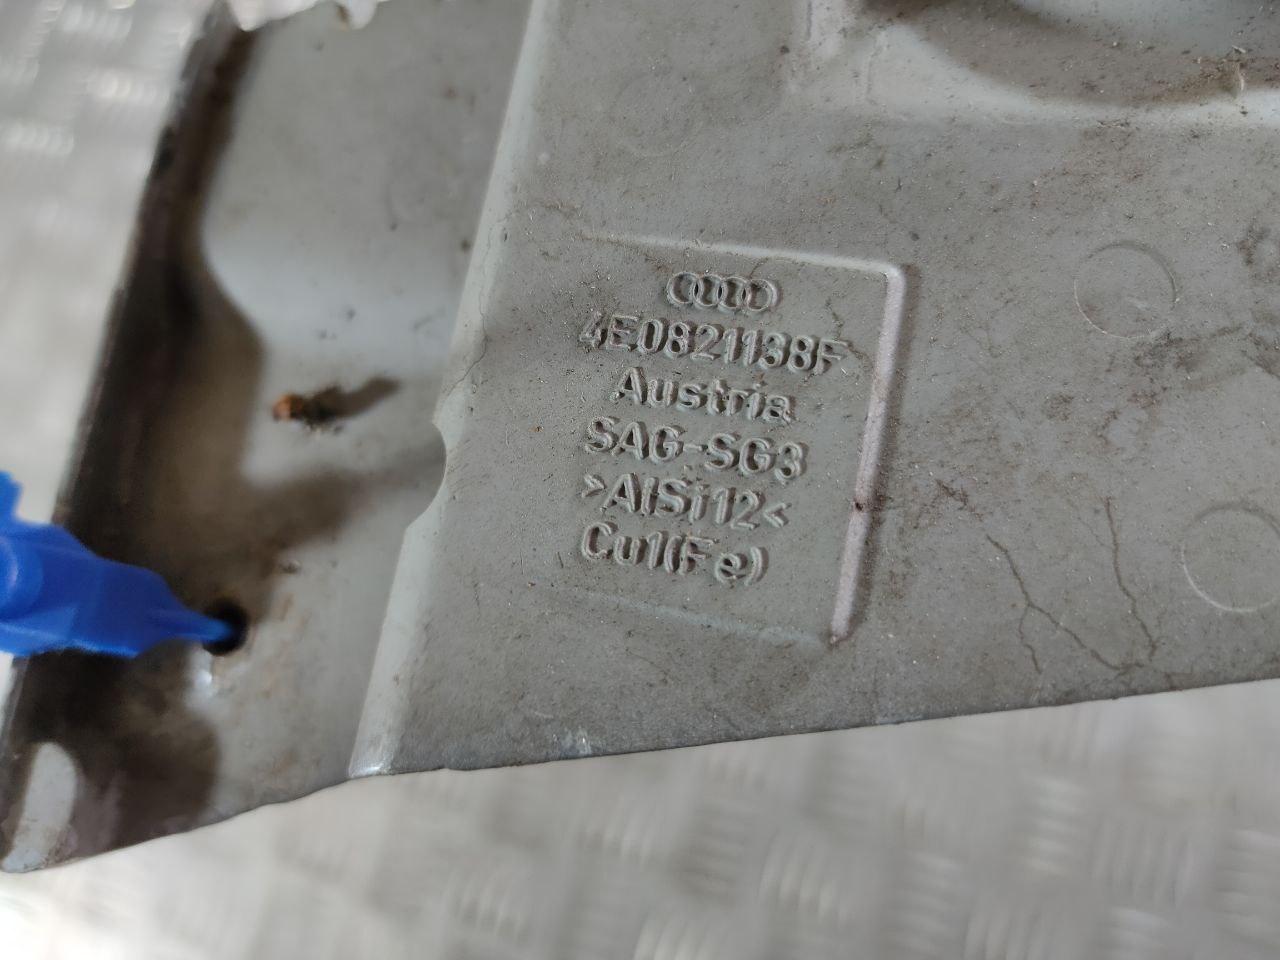 4E0821138F
Austria
SAG-SG3
>AlSi12<
Cu1(Fe)